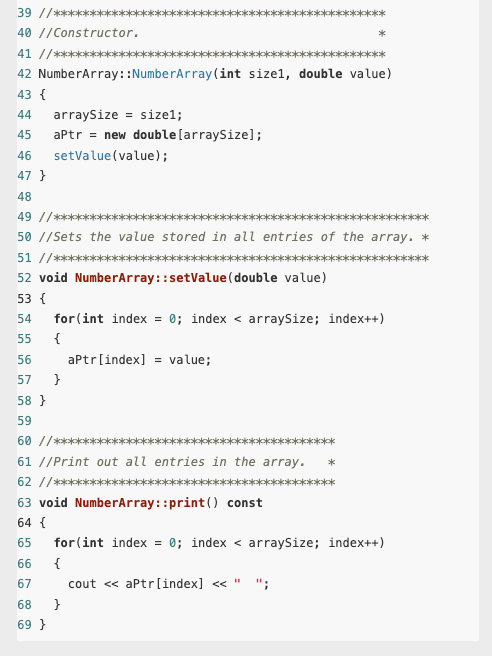 39 //**********************************************
40 //Constructor.                                 *
41 //**********************************************
42 NumberArray::NumberArray(int size1, double value)
43 {
44   arraySize = size1;
45   aPtr = new double[arraySize];
46   setValue(value);
47 }
48
49 //****************************************************
50 //Sets the value stored in all entries of the array. *
51 //****************************************************
52 void NumberArray::setValue(double value)
53 {
54   for(int index = 0; index < arraySize; index++)
55   {
56     aPtr[index] = value;
57   }
58 }
59
60 //***************************************
61 //Print out all entries in the array.   *
62 //***************************************
63 void NumberArray::print() const
64 {
65   for(int index = 0; index < arraySize; index++)
66   {
67     cout << aPtr[index] << "  ";
68   }
69 }